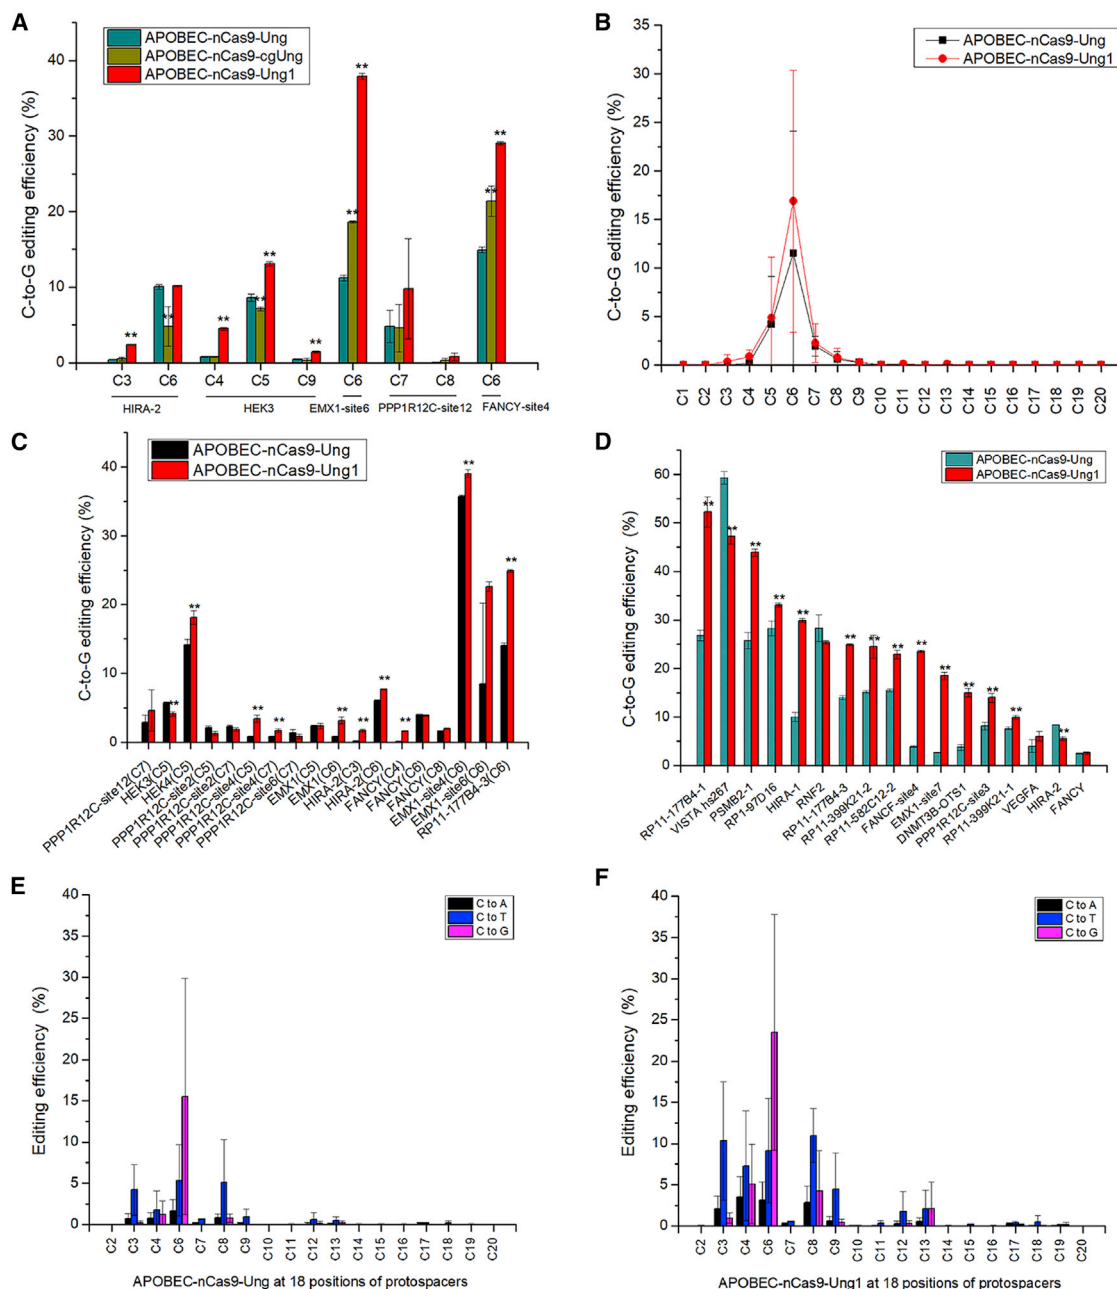 A
APOBEC-nCas9-Ung
APOBEC-nCas9-cgUng
APOBEC-nCas9-Ung1
C-to-G editing efficiency (%)
40
30
20
10
0
** ** ** ** ** ** ** ** ** **
C3 C6 C4 C5 C9 C6 C7 C8 C6
HIRA-2 HEK3 EMX1-site6 PPP1R12C-site12 FANCY-site4
B
APOBEC-nCas9-Ung
APOBEC-nCas9-Ung1
C-to-G editing efficiency (%)
35
30
25
20
15
10
5
0
C1 C2 C3 C4 C5 C6 C7 C8 C9 C10 C11 C12 C13 C14 C15 C16 C17 C18 C19 C20
C
APOBEC-nCas9-Ung
APOBEC-nCas9-Ung1
C-to-G editing efficiency (%)
40
30
20
10
0
** ** ** ** ** ** ** ** ** **
PPP1R12C-site12(C7)
HEK3(C5)
HEK4(C5)
PPP1R12C-site2(C5)
PPP1R12C-site2(C7)
PPP1R12C-site4(C5)
PPP1R12C-site4(C7)
PPP1R12C-site6(C7)
EMX1(C5)
EMX1(C6)
HIRA-2(C3)
HIRA-2(C6)
FANCY(C4)
FANCY(C6)
FANCY(C8)
EMX1-site4(C6)
EMX1-site6(C6)
RP11-177B4-3(C6)
D
APOBEC-nCas9-Ung
APOBEC-nCas9-Ung1
C-to-G editing efficiency (%)
60
50
40
30
20
10
0
** ** ** ** ** ** ** ** ** ** ** ** ** **
RP11-177B4-1
VISTA hs267
PSMB2-1
RP1-97D16
HIRA-1
RNF2
RP11-177B4-3
RP11-399K21-2
RP11-582C12-2
FANCF-site4
EMX1-site7
DNMT3B-OTS1
PPP1R12C-site3
RP11-399K21-1
VEGFA
HIRA-2
FANCY
E
C to A
C to T
C to G
Editing efficiency (%)
40
35
30
25
20
15
10
5
0
C2 C3 C4 C6 C7 C8 C9 C10 C11 C12 C13 C14 C15 C16 C17 C18 C19 C20
APOBEC-nCas9-Ung at 18 positions of protospacers
F
C to A
C to T
C to G
Editing efficiency (%)
40
35
30
25
20
15
10
5
0
C2 C3 C4 C6 C7 C8 C9 C10 C11 C12 C13 C14 C15 C16 C17 C18 C19 C20
APOBEC-nCas9-Ung1 at 18 positions of protospacers